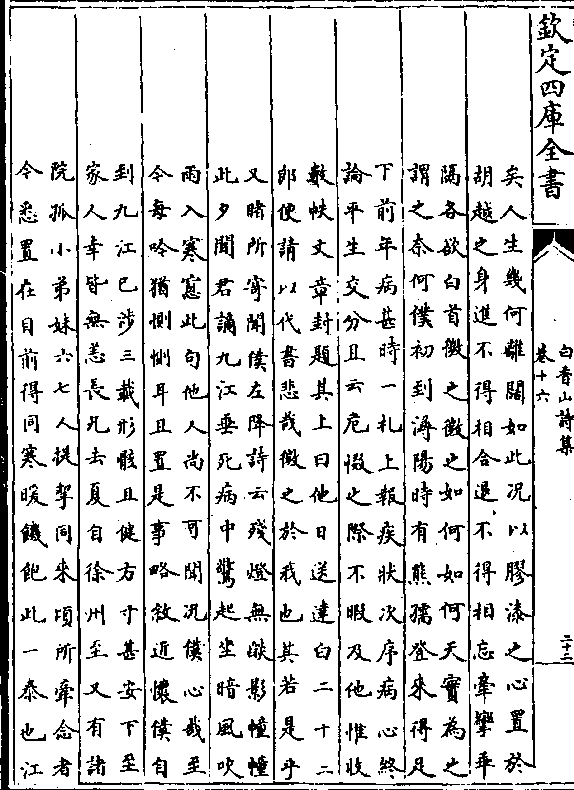 欽定四庫全書
白香山詩集
卷十六
二十三
矣人生幾何離闊如此况以膠漆之心置於
胡越之身進不得相合退不得相忘牽攣乖
隔各欲白首微之微之如何如何天實為之
謂之奈何僕初到潯陽時有熊孺登來得足
下前年病甚時一札上報疾狀次序病心終
論平生交分且云危惙之際不暇及他惟收
數帙文章封題其上曰他日送達白二十二
郎便請以代書悲哉微之於我也其若是乎
又睹所寄聞僕左降詩云殘燈無燄影幢幢
此夕聞君謫九江垂死病中驚起坐暗風吹
雨入寒窻此句他人尚不可聞况僕心哉至
今每吟猶惻惻耳且置是事略敘近懷僕自
到九江已涉三載形骸且健方寸甚安下至
家人幸皆無恙長兄去夏自徐州至又有諸
院孤小弟妹六七人提挈同來頃所牽念者
今悉置在目前得同寒暖饑飽此一泰也江